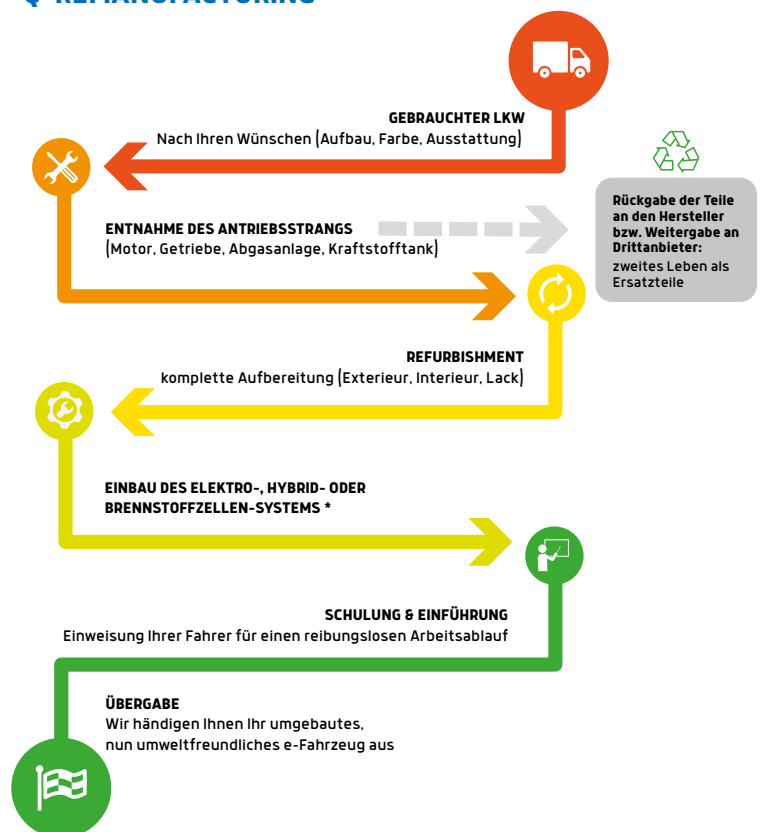 REMANUFACTURING
GEBRAUCHTER LKW
Nach Ihren Wünschen (Aufbau, Farbe, Ausstattung)
ENTNAHME DES ANTRIEBSSTRANGS
(Motor, Getriebe, Abgasanlage, Kraftstofftank)
Rückgabe der Teile
an den Hersteller
bzw. Weitergabe an
Drittanbieter:
zweites Leben als
Ersatzteile
REFURBISHMENT
komplette Aufbereitung (Exterieur, Interieur, Lack)
EINBAU DES ELEKTRO-, HYBRID- ODER
BRENNSTOFFZELLEN-SYSTEMS *
SCHULUNG & EINFÜHRUNG
Einweisung Ihrer Fahrer für einen reibungslosen Arbeitsablauf
ÜBERGABE
Wir händigen Ihnen Ihr umgebautes,
nun umweltfreundliches e-Fahrzeug aus